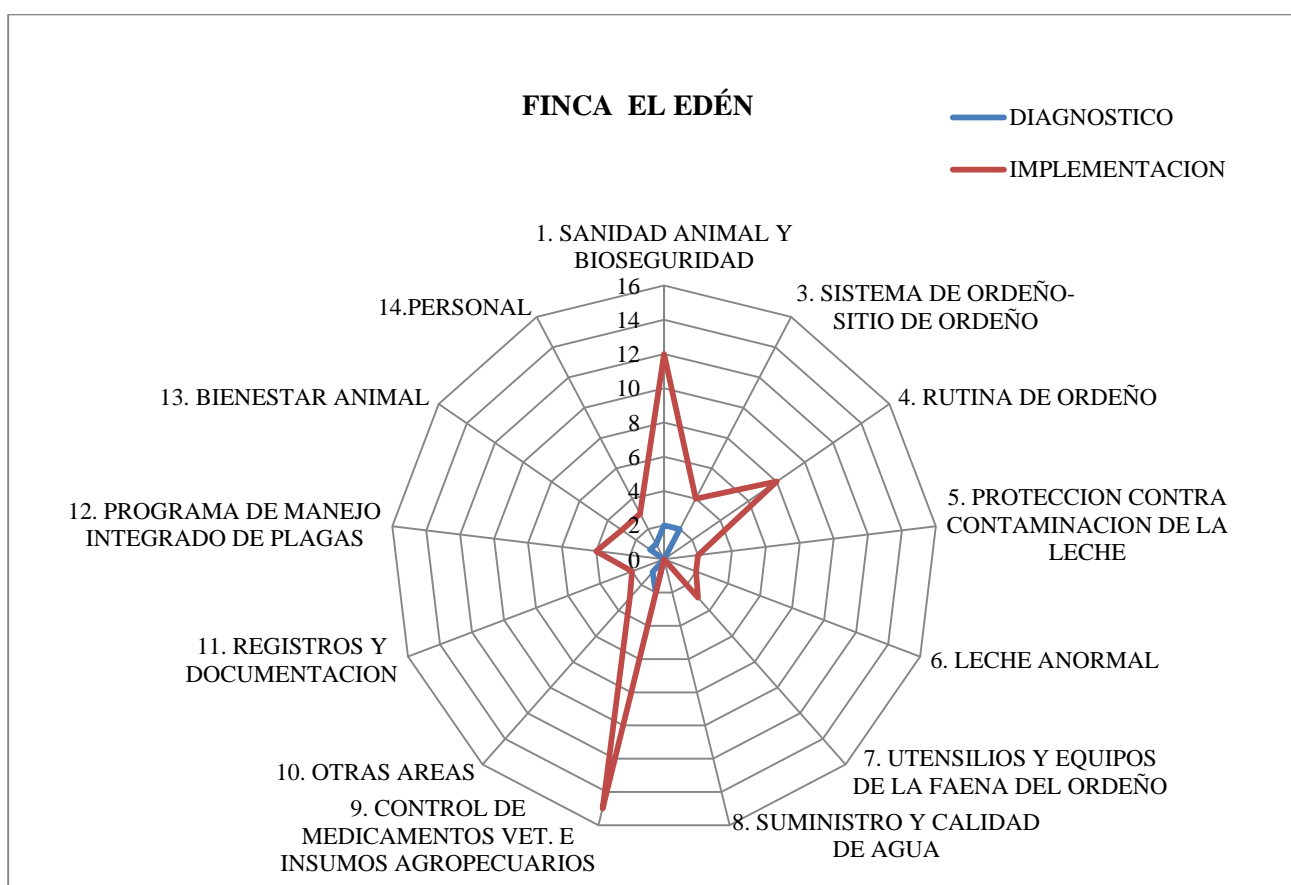 FINCA EL EDÉN
DIAGNOSTICO
IMPLEMENTACION
1. SANIDAD ANIMAL Y
BIOSEGURIDAD
3. SISTEMA DE ORDEÑO-
SITIO DE ORDEÑO
4. RUTINA DE ORDEÑO
5. PROTECCION CONTRA
CONTAMINACION DE LA
LECHE
6. LECHE ANORMAL
7. UTENSILIOS Y EQUIPOS
DE LA FAENA DEL ORDEÑO
8. SUMINISTRO Y CALIDAD
DE AGUA
9. CONTROL DE
MEDICAMENTOS VET. E
INSUMOS AGROPECUARIOS
10. OTRAS AREAS
11. REGISTROS Y
DOCUMENTACION
12. PROGRAMA DE MANEJO
INTEGRADO DE PLAGAS
13. BIENESTAR ANIMAL
14.PERSONAL
16
14
12
10
8
6
4
2
0